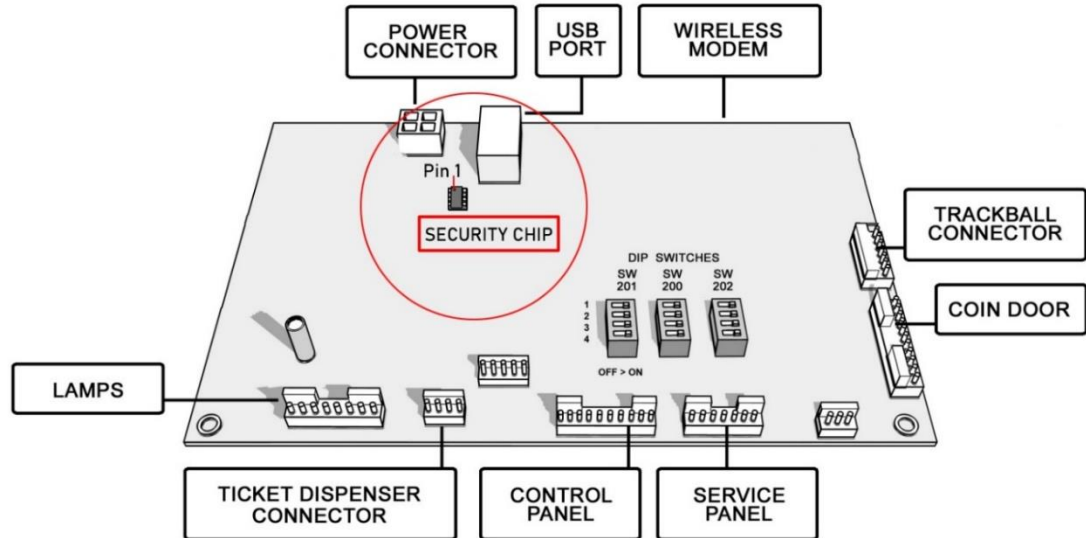 POWER
CONNECTOR
USB
PORT
WIRELESS
MODEM
Pin 1
SECURITY CHIP
TRACKBALL
CONNECTOR
DIP SWITCHES
SW
201
SW
200
SW
202
1
2
3
4
OFF > ON
COIN DOOR
LAMPS
TICKET DISPENSER
CONNECTOR
CONTROL
PANEL
SERVICE
PANEL